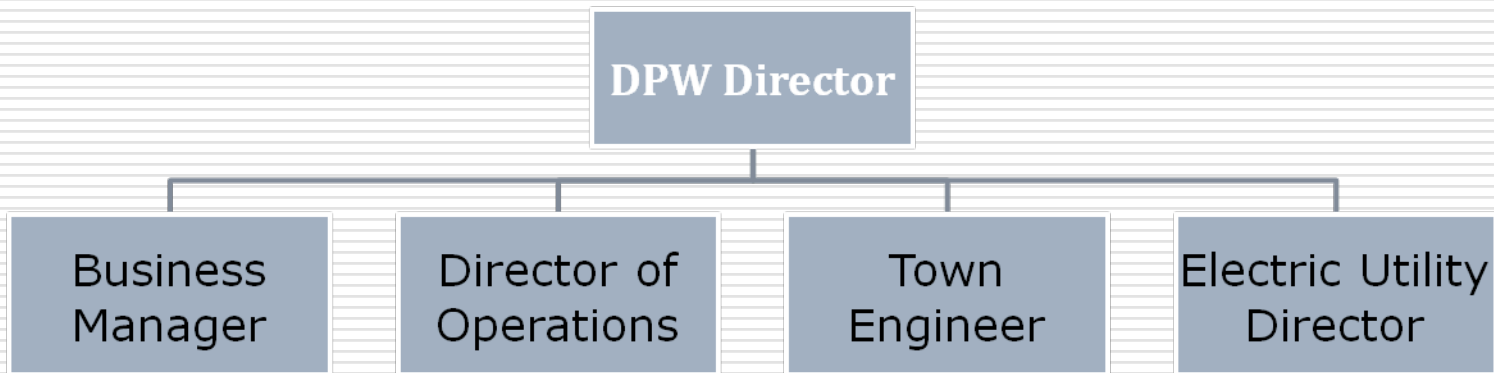 DPW Director
Business
Manager
Director of
Operations
Town
Engineer
Electric Utility
Director